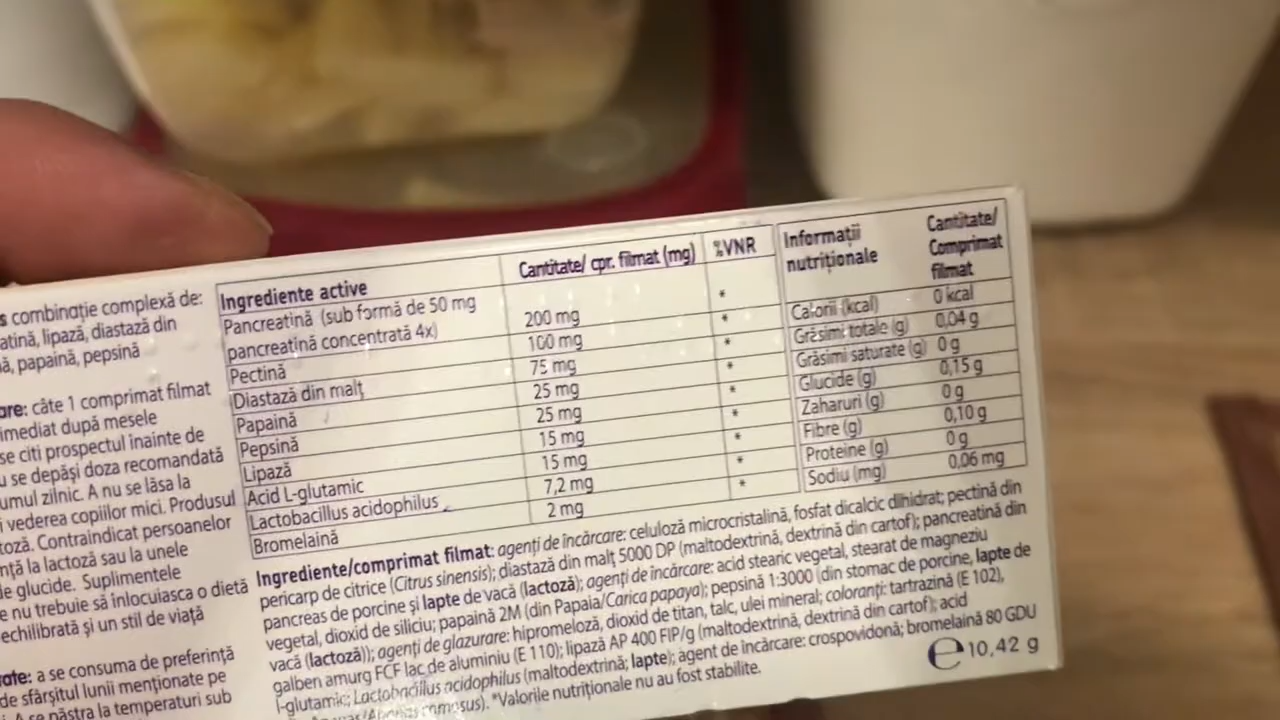 s combinație complexă de:
atină, lipază, diastază din
ă, papaină, pepsină
are: câte 1 comprimat filmat
imediat după mesele
se citi prospectul inainte de
u se depăși doza recomandată
umul zilnic. A nu se lăsa la
i vederea copiilor mici. Produsul
toză. Contraindicat persoanelor
nță la lactoză sau la unele
de glucide. Suplimentele
e nu trebuie să înlocuiasca o dietă
echilibrată și un stil de viață
rate: a se consuma de preferință
de sfârșitul lunii menționate pe
A se păstra la temperaturi sub
Ingrediente active Cantitate/ cpr. filmat (mg) %VNR
Pancreatină (sub formă de 50 mg
pancreatină concentrată 4x) 200 mg *
Pectină 100 mg *
Diastază din malț 75 mg *
Papaină 25 mg *
Pepsină 25 mg *
Lipază 15 mg *
Acid L-glutamic 15 mg *
Lactobacillus acidophilus 7,2 mg *
Bromelaină 2 mg *
Informații
nutriționale
Cantitate/
Comprimat
filmat
Calorii (kcal) 0 kcal
Grăsimi totale (g) 0,04 g
Grăsimi saturate (g) 0 g
Glucide (g) 0,15 g
Zaharuri (g) 0 g
Fibre (g) 0,10 g
Proteine (g) 0 g
Sodiu (mg) 0,06 mg
Ingrediente/comprimat filmat: agenți de încărcare: celuloză microcristalină, fosfat dicalcic dihidrat; pectină din
pericarp de citrice (Citrus sinensis); diastază din malț 5000 DP (maltodextrină, dextrină din cartof); pancreatină din
pancreas de porcine și lapte de vacă (lactoză); agenți de încărcare: acid stearic vegetal, stearat de magneziu
vegetal, dioxid de siliciu; papaină 2M (din Papaia/Carica papaya); pepsină 1:3000 (din stomac de porcine, lapte de
vacă (lactoză)); agenți de glazurare: hipromeloză, dioxid de titan, talc, ulei mineral; coloranți: tartrazină (E 102),
galben amurg FCF lac de aluminiu (E 110); lipază AP 400 FIP/g (maltodextrină, dextrină din cartof); acid
l-glutamic; Lactobacillus acidophilus (maltodextrină; lapte); agent de încărcare: crospovidonă; bromelaină 80 GDU
comosus). *Valorile nutriționale nu au fost stabilite.
e 10,42 g